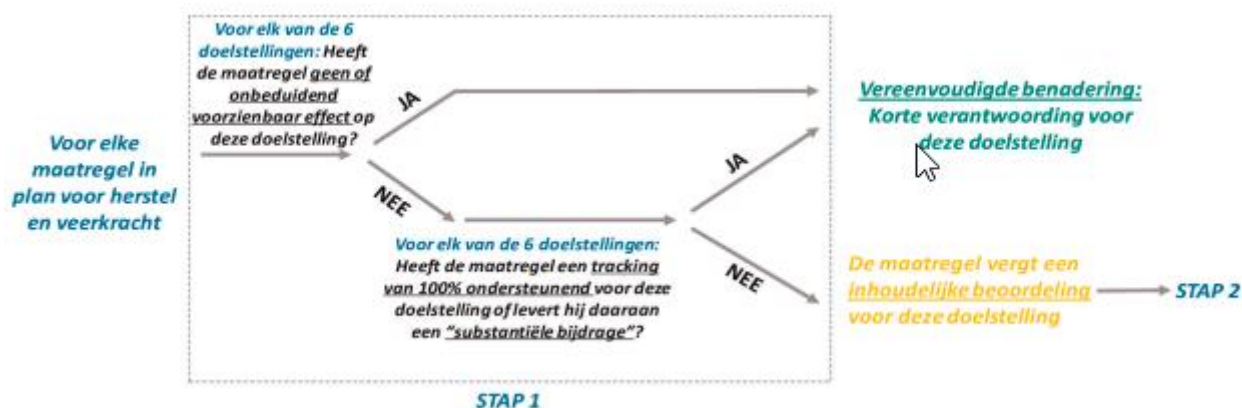 Voor elke
maatregel in
plan voor herstel
en veerkracht
Voor elk van de 6
doelstellingen: Heeft
de maatregel geen of
onbeduidend
voorzienbaar effect op
deze doelstelling?
JA
NEE
Voor elk van de 6 doelstellingen:
Heeft de maatregel een tracking
van 100% ondersteunend voor deze
doelstelling of levert hij daaraan
een “substantiële bijdrage”?
JA
NEE
Vereenvoudigde benadering:
Korte verantwoording voor
deze doelstelling
De maatregel vergt een
inhoudelijke beoordeling
voor deze doelstelling
STAP 2
STAP 1